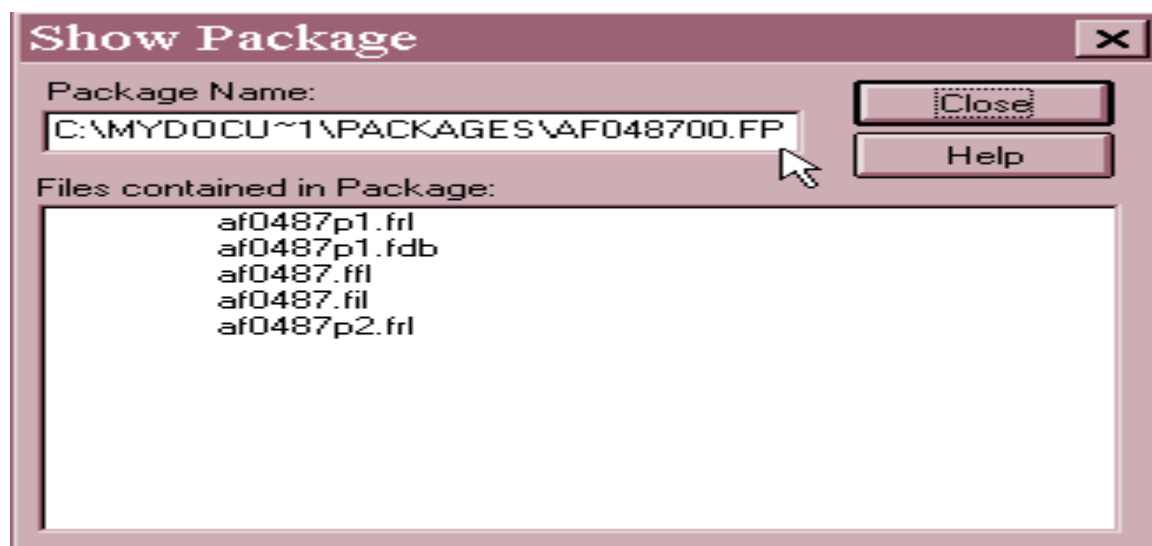 Show Package
Package Name:
C:\MYDOCU~1\PACKAGES\AF048700.FP
Close
Help
Files contained in Package:
af0487p1.frl
af0487p1.fdb
af0487.ffl
af0487.fil
af0487p2.frl